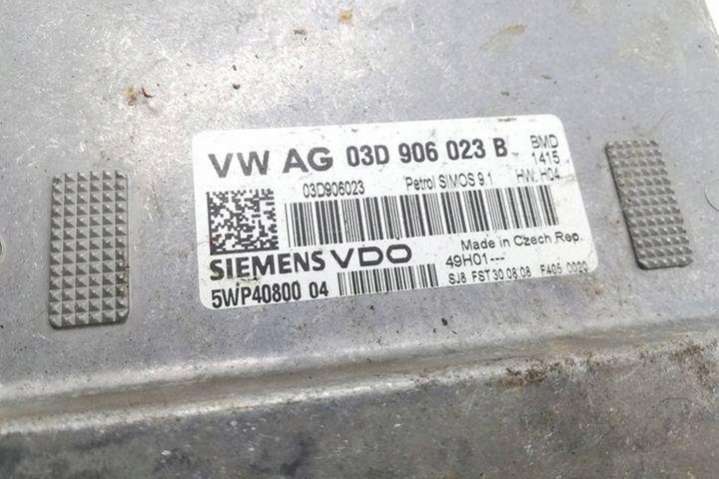 VW AG 03D 906 023 B BMD
1415
03D906023 Petrol SIMOS 9.1 HW: H04
Made in Czech Rep.
SIEMENS VDO 49H01---
5WP40800 04 SJ8 FST 30.08.08 F405 0020